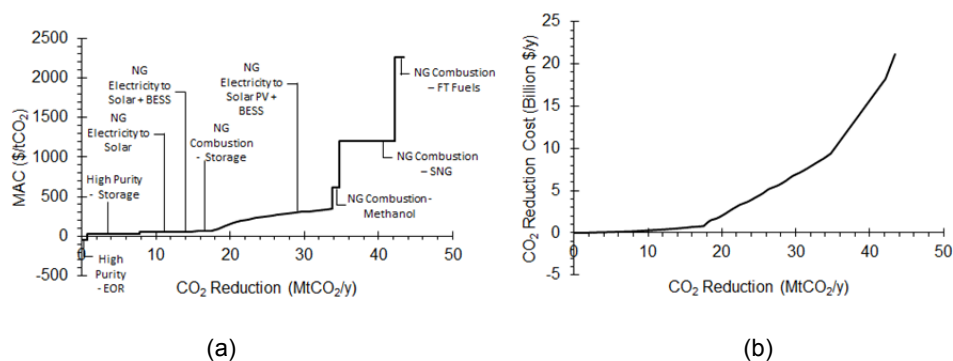 2500
2000
1500
1000
500
0
-500
MAC ($/tCO2)
NG
Electricity to
Solar + BESS
NG
Electricity to
Solar
High Purity
- Storage
NG
Combustion
- Storage
NG
Electricity to
Solar PV +
BESS
NG Combustion
– FT Fuels
NG Combustion
– SNG
NG Combustion-
Methanol
High
Purity
- EOR
0 10 20 30 40 50
CO2 Reduction (MtCO2/y)
(a)
25
20
15
10
5
0
-5
CO2 Reduction Cost (Billion $/y)
0 10 20 30 40 50
CO2 Reduction (MtCO2/y)
(b)